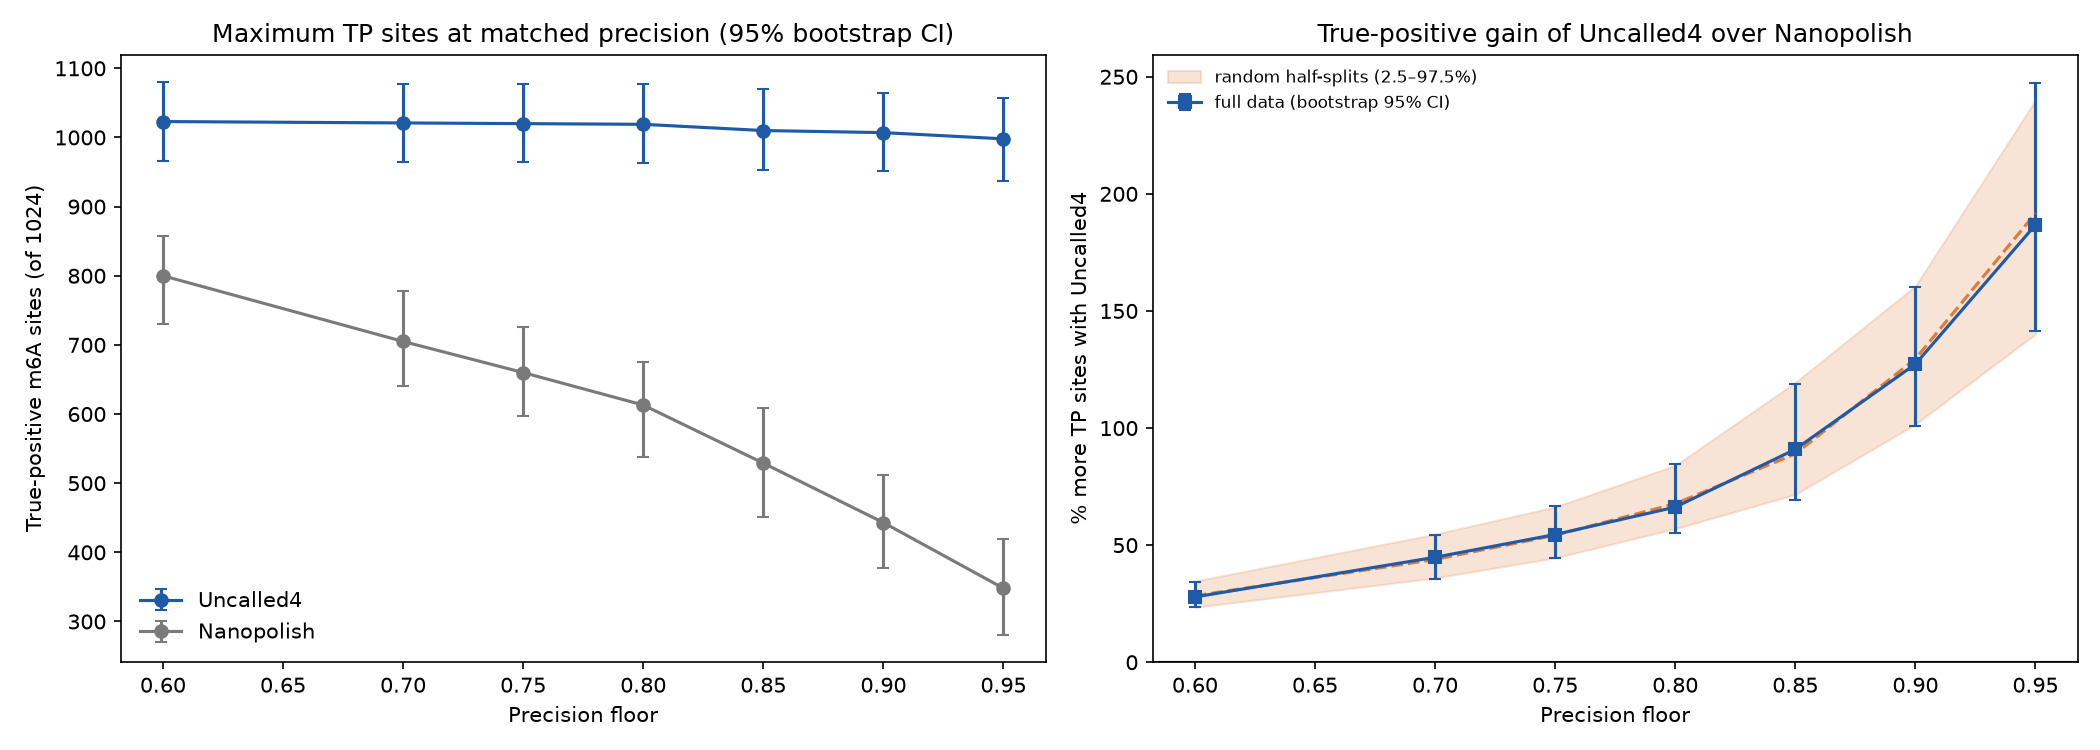 Maximum TP sites at matched precision (95% bootstrap CI)
True-positive m6A sites (of 1024)
1100
1000
900
800
700
600
500
400
300
Uncalled4
Nanopolish
0.60 0.65 0.70 0.75 0.80 0.85 0.90 0.95
Precision floor
True-positive gain of Uncalled4 over Nanopolish
% more TP sites with Uncalled4
250
200
150
100
50
0
random half-splits (2.5–97.5%)
full data (bootstrap 95% CI)
0.60 0.65 0.70 0.75 0.80 0.85 0.90 0.95
Precision floor